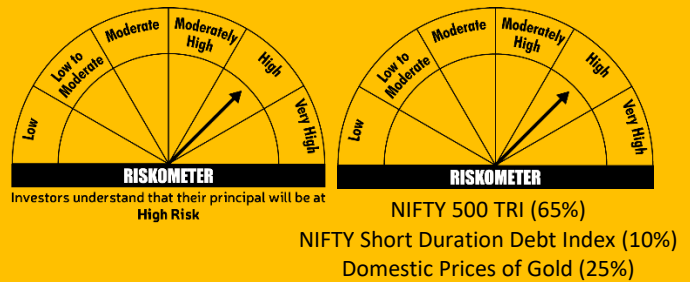 Low
Low to
Moderate
Moderate
Moderately
High
High
Very High
RISKOMETER
Investors understand that their principal will be at
High Risk
Low
Low to
Moderate
Moderate
Moderately
High
High
Very High
RISKOMETER
NIFTY 500 TRI (65%)
NIFTY Short Duration Debt Index (10%)
Domestic Prices of Gold (25%)